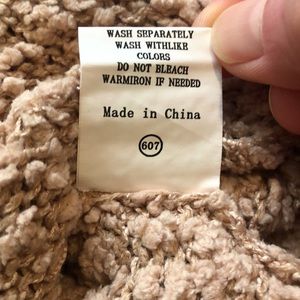 WASH SEPARATELY
WASH WITHLIKE
COLORS
DO NOT BLEACH
WARMIRON IF NEEDED
Made in China
607